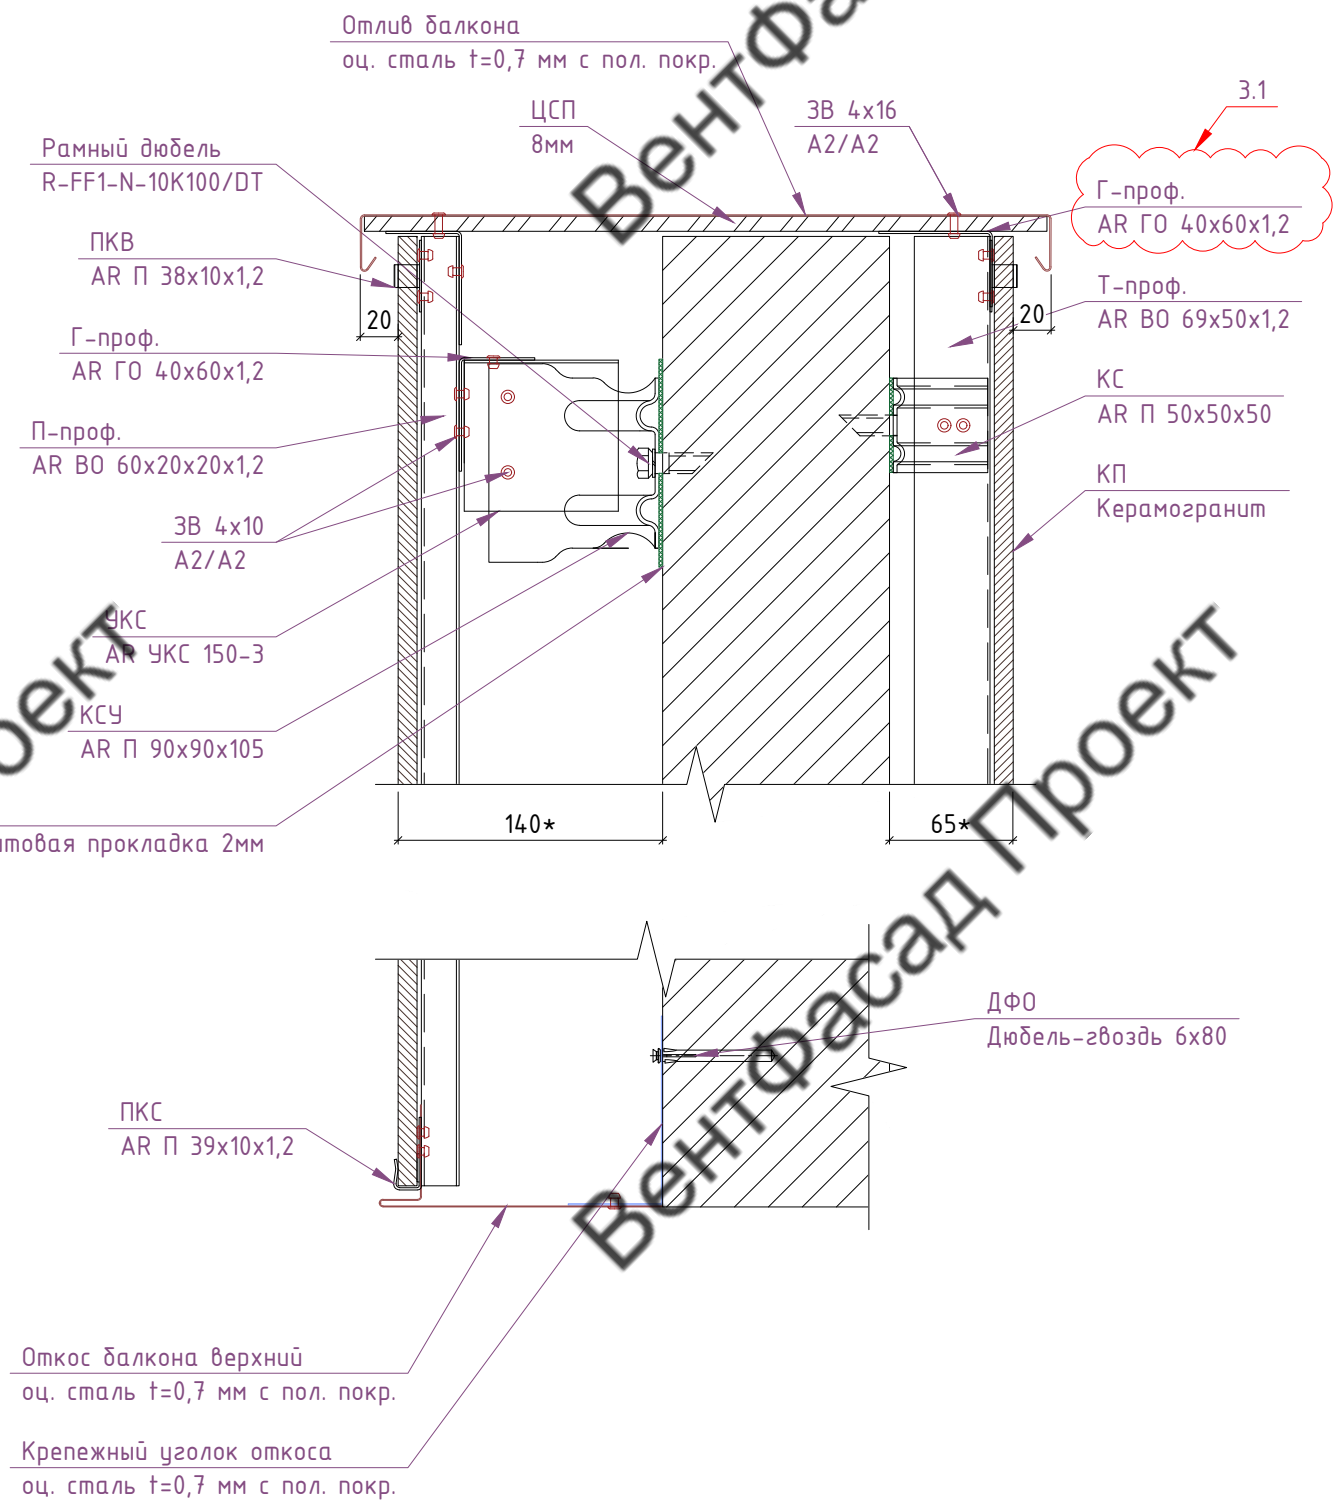 Отлив балкона
оц. сталь t=0,7 мм с пол. покр.
ЦСП
8мм
ЗВ 4х16
А2/А2
3.1
Рамный дюбель
R-FF1-N-10K100/DT
Г-проф.
AR ГО 40х60х1,2
ПКВ
AR П 38х10х1,2
Т-проф.
AR ВО 69х50х1,2
20
20
Г-проф.
AR ГО 40х60х1,2
КС
AR П 50х50х50
П-проф.
AR ВО 60х20х20х1,2
КП
Керамогранит
ЗВ 4х10
А2/А2
УКС
AR УКС 150-3
КСУ
AR П 90х90х105
прокладка 2мм
140*
65*
ДФО
Дюбель-гвоздь 6х80
ПКС
AR П 39х10х1,2
Откос балкона верхний
оц. сталь t=0,7 мм с пол. покр.
Крепежный уголок откоса
оц. сталь t=0,7 мм с пол. покр.
ВентФасад Проект